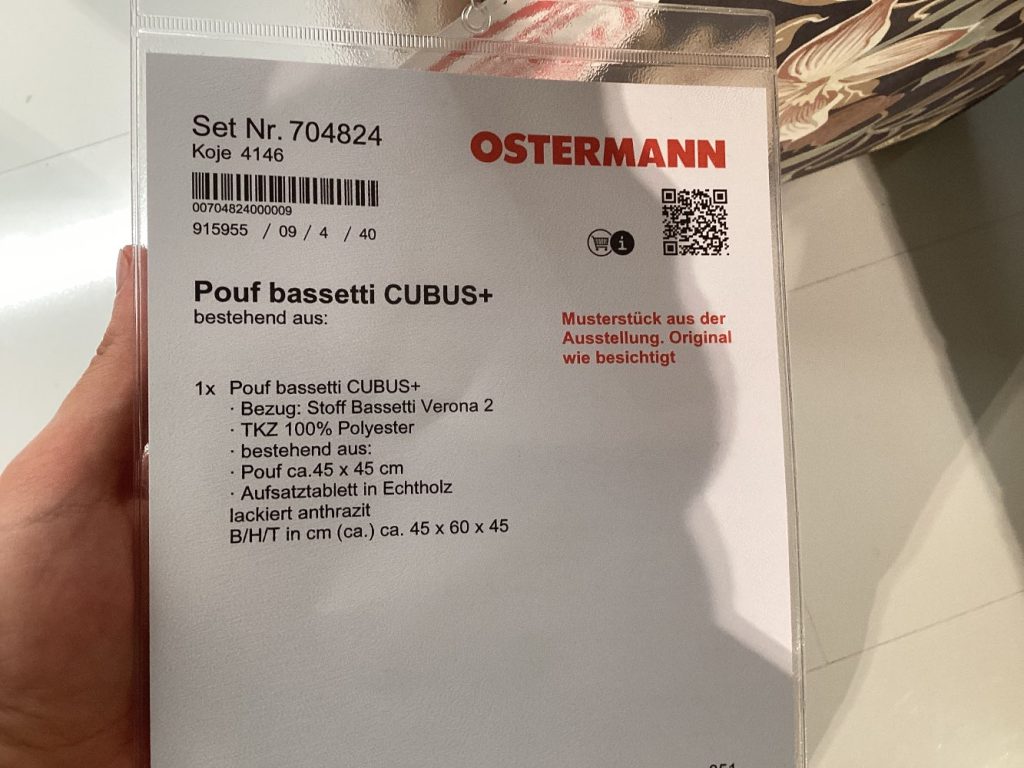 Set Nr. 704824
Koje 4146
OSTERMANN
00704824000009
915955 / 09 / 4 / 40
i
Pouf bassetti CUBUS+
bestehend aus:
Musterstück aus der
Ausstellung. Original
wie besichtigt
1x Pouf bassetti CUBUS+
· Bezug: Stoff Bassetti Verona 2
· TKZ 100% Polyester
· bestehend aus:
· Pouf ca.45 x 45 cm
· Aufsatztablett in Echtholz
lackiert anthrazit
B/H/T in cm (ca.) ca. 45 x 60 x 45